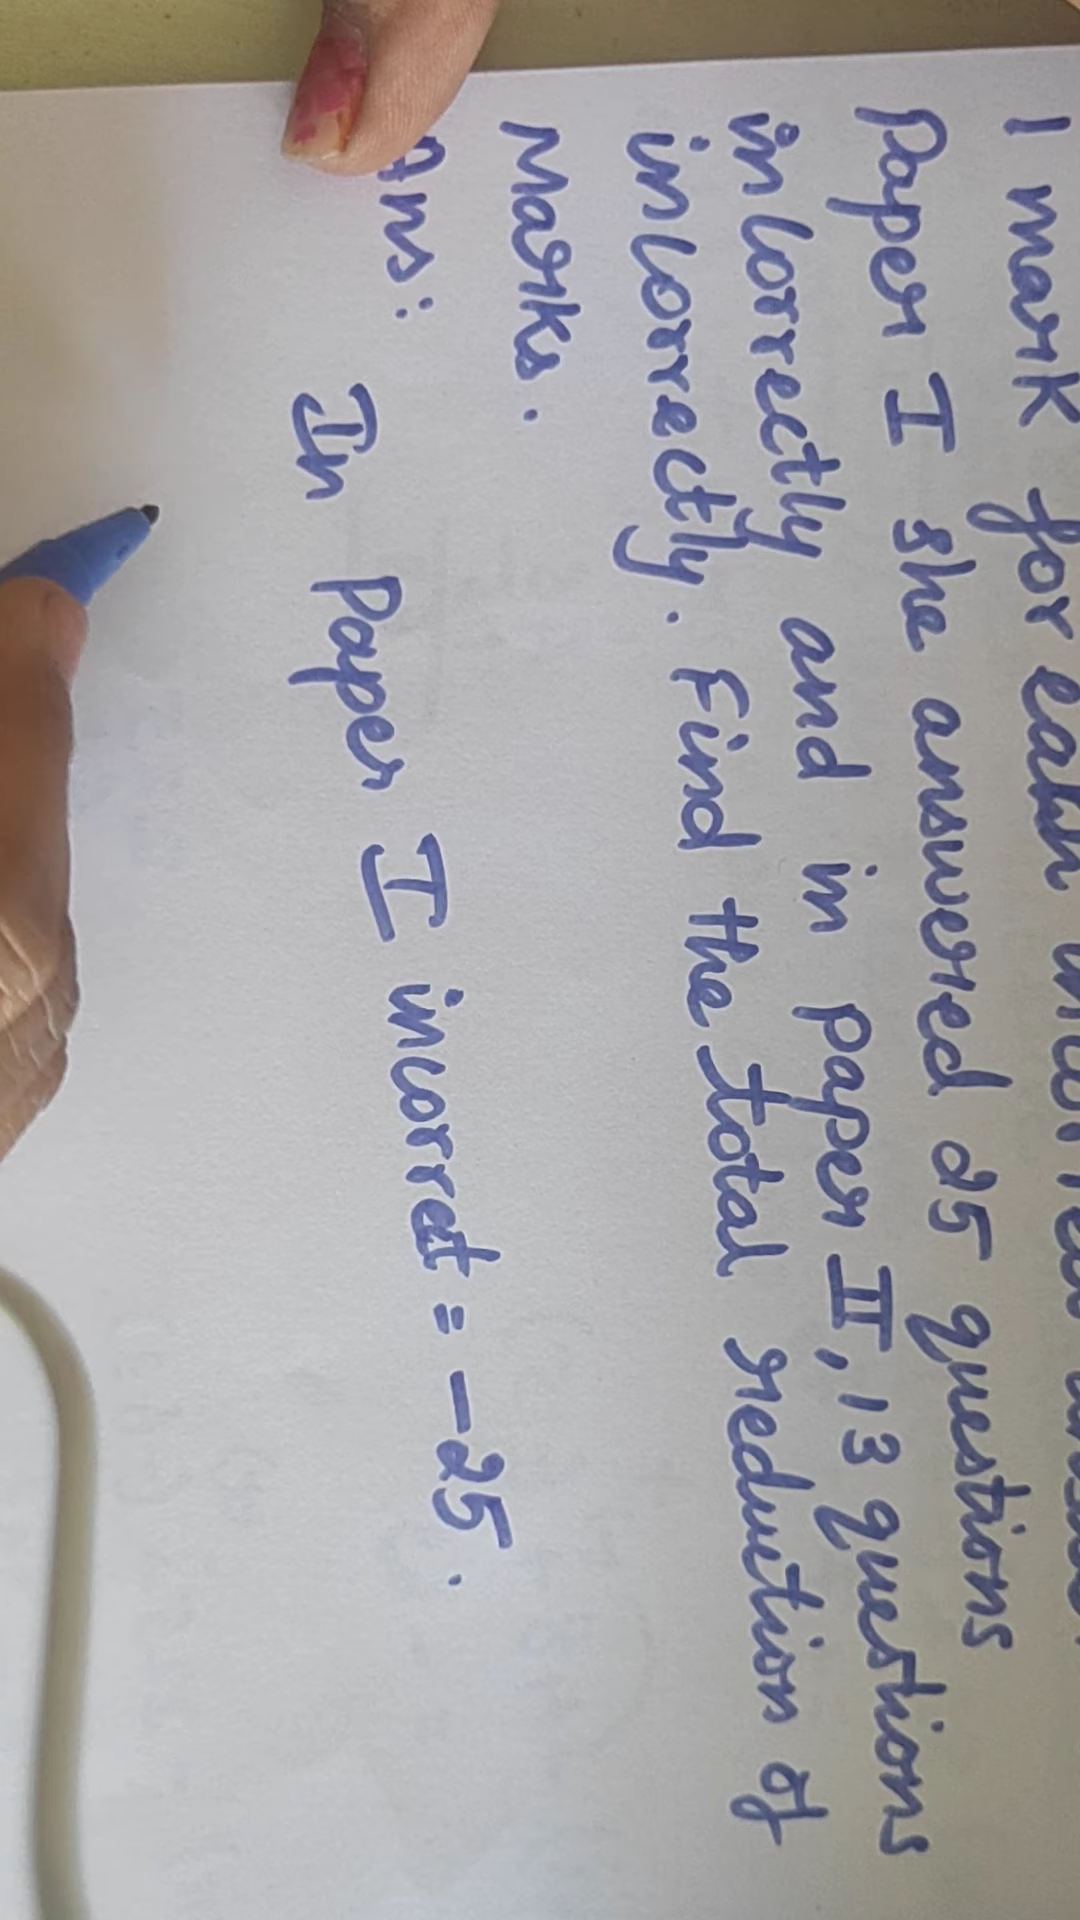 1 mark for each incorrect
Paper I she answered 25 questions
incorrectly and in paper II, 13 questions
incorrectly. Find the total reduction of
Marks.
Ans:
In Paper I incorret = -25.